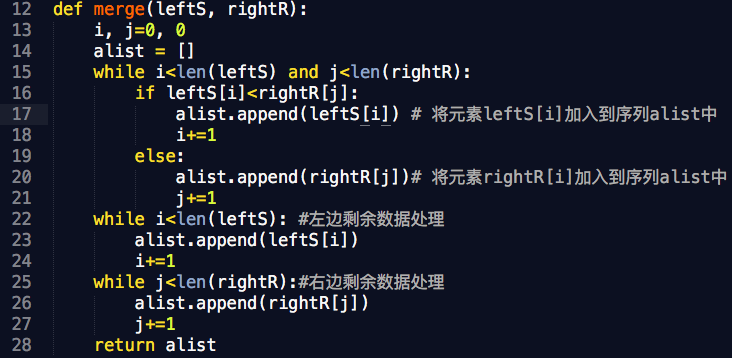 12 def merge(leftS, rightR):
13     i, j=0, 0
14     alist = []
15     while i<len(leftS) and j<len(rightR):
16         if leftS[i]<rightR[j]:
17             alist.append(leftS[i]) # 将元素leftS[i]加入到序列alist中
18             i+=1
19         else:
20             alist.append(rightR[j])# 将元素rightR[i]加入到序列alist中
21             j+=1
22     while i<len(leftS): #左边剩余数据处理
23         alist.append(leftS[i])
24         i+=1
25     while j<len(rightR):#右边剩余数据处理
26         alist.append(rightR[j])
27         j+=1
28     return alist